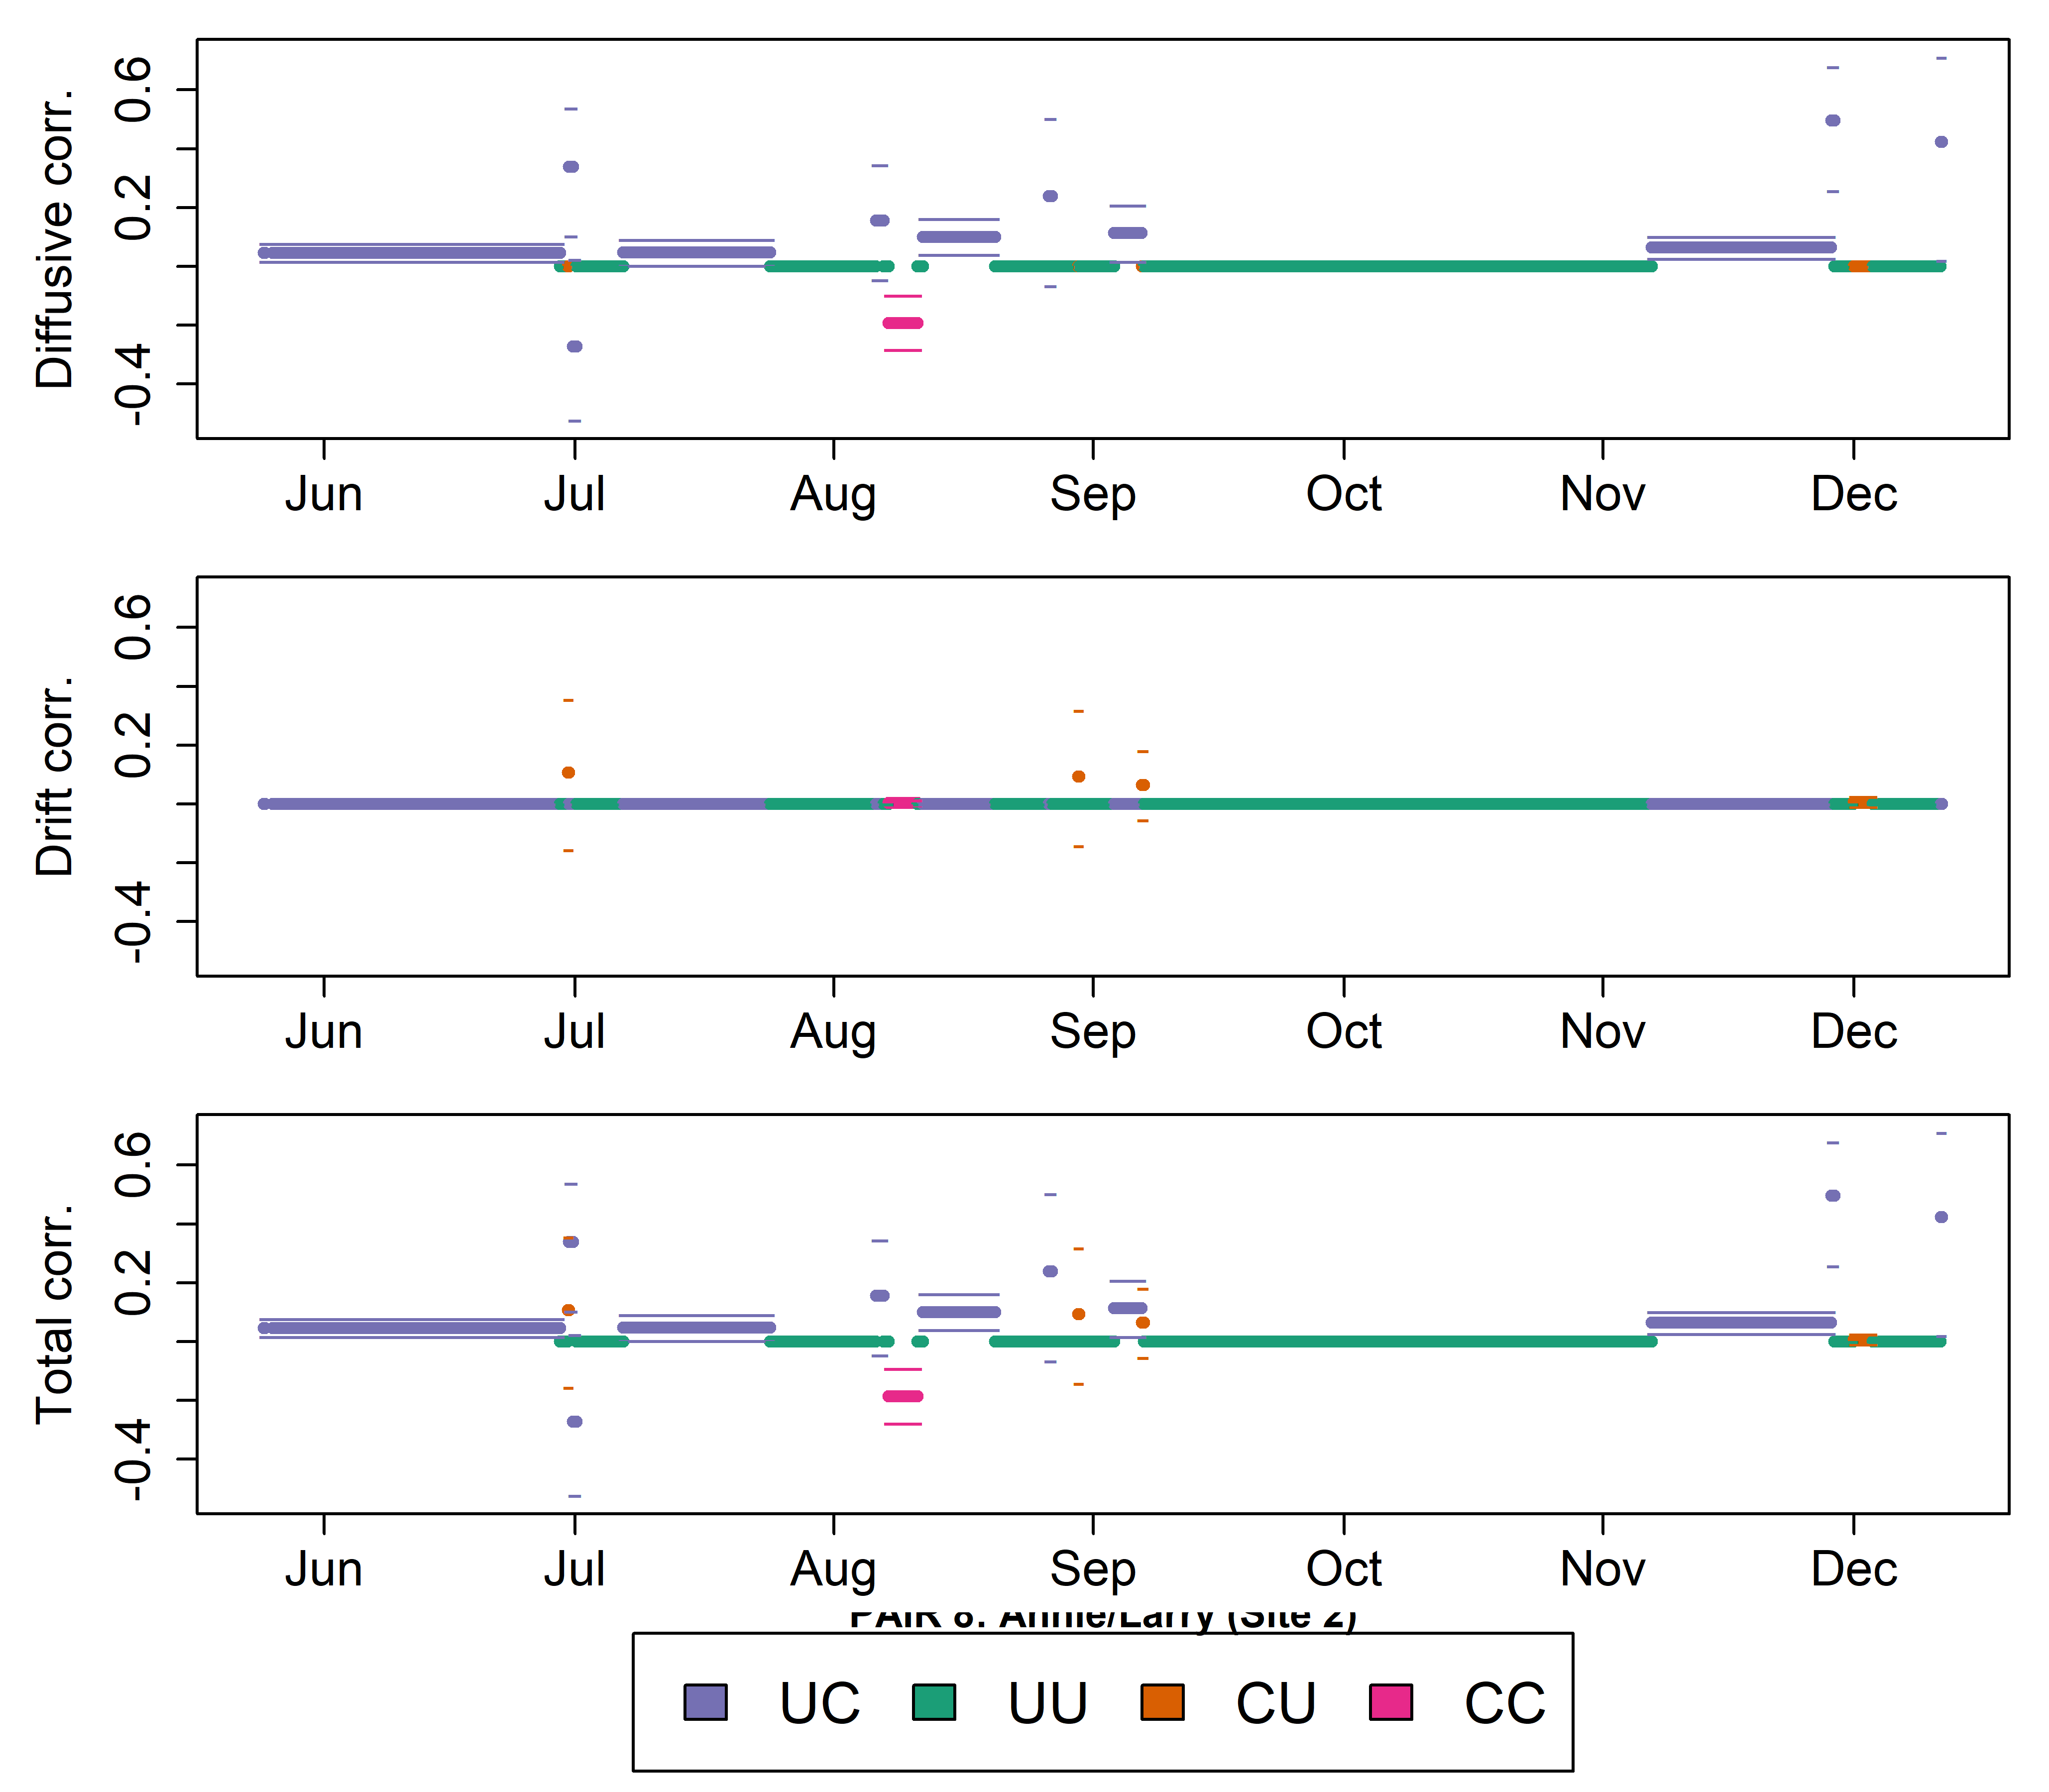 Diffusive corr.
0.6
0.2
-0.4
Jun Jul Aug Sep Oct Nov Dec
Drift corr.
0.6
0.2
-0.4
Jun Jul Aug Sep Oct Nov Dec
Total corr.
0.6
0.2
-0.4
Jun Jul Aug Sep Oct Nov Dec
PAIR 8. Annie/Larry (Site 2)
UC UU CU CC